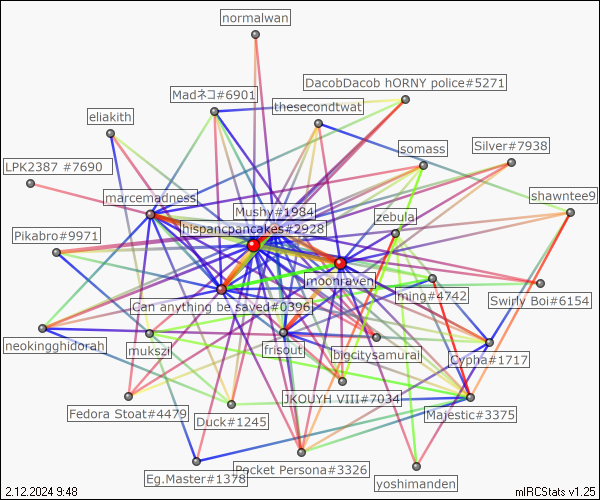 normalwan
DacobDacob hORNY police#5271
Madネコ#6901
thesecondtwat
eliakith
somass
Silver#7938
LPK2387 #7690
marcemadness
shawntee9
Mushy#1984
zebula
hispancpancakes#2928
Pikabro#9971
moonraven
ming#4742
Swirly Boi#6154
Can anything be saved#0396
neokingghidorah
mukszi
frisout
bigcitysamurai
Cypha#1717
JKOUYH VIII#7034
Fedora Stoat#4479
Duck#1245
Majestic#3375
Eg.Master#1378
Pocket Persona#3326
yoshimanden
2.12.2024 9:48
mIRCStats v1.25